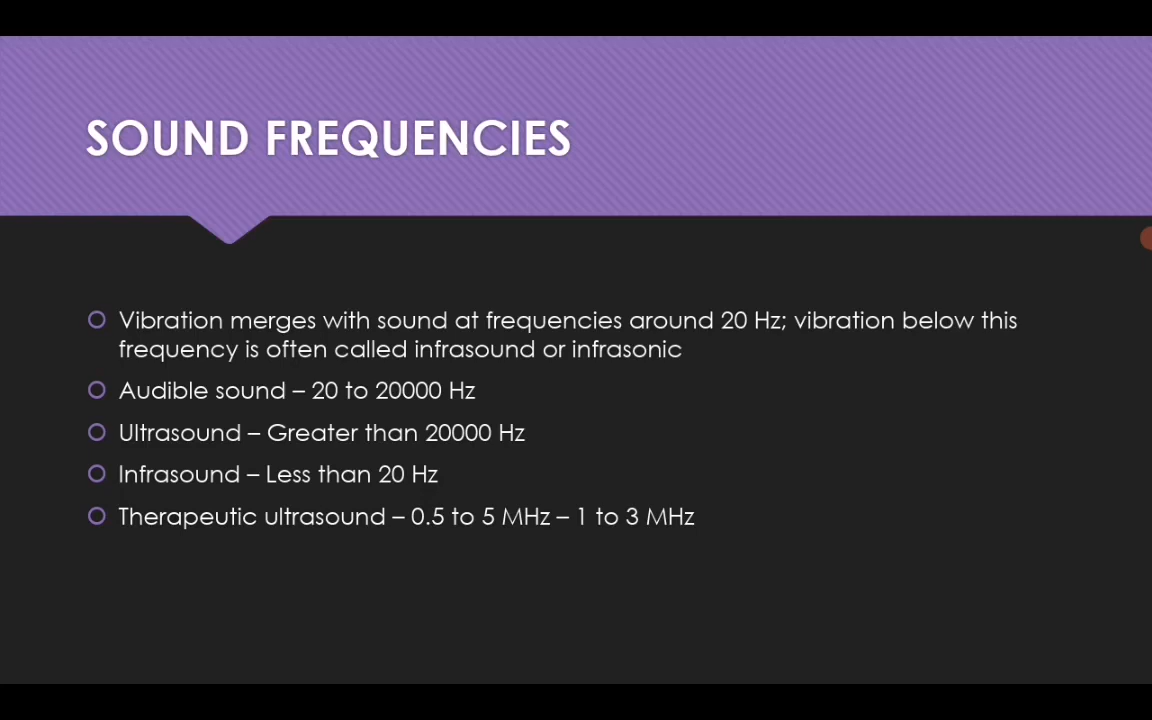 SOUND FREQUENCIES
Vibration merges with sound at frequencies around 20 Hz; vibration below this
frequency is often called infrasound or infrasonic
Audible sound – 20 to 20000 Hz
Ultrasound – Greater than 20000 Hz
Infrasound – Less than 20 Hz
Therapeutic ultrasound – 0.5 to 5 MHz – 1 to 3 MHz